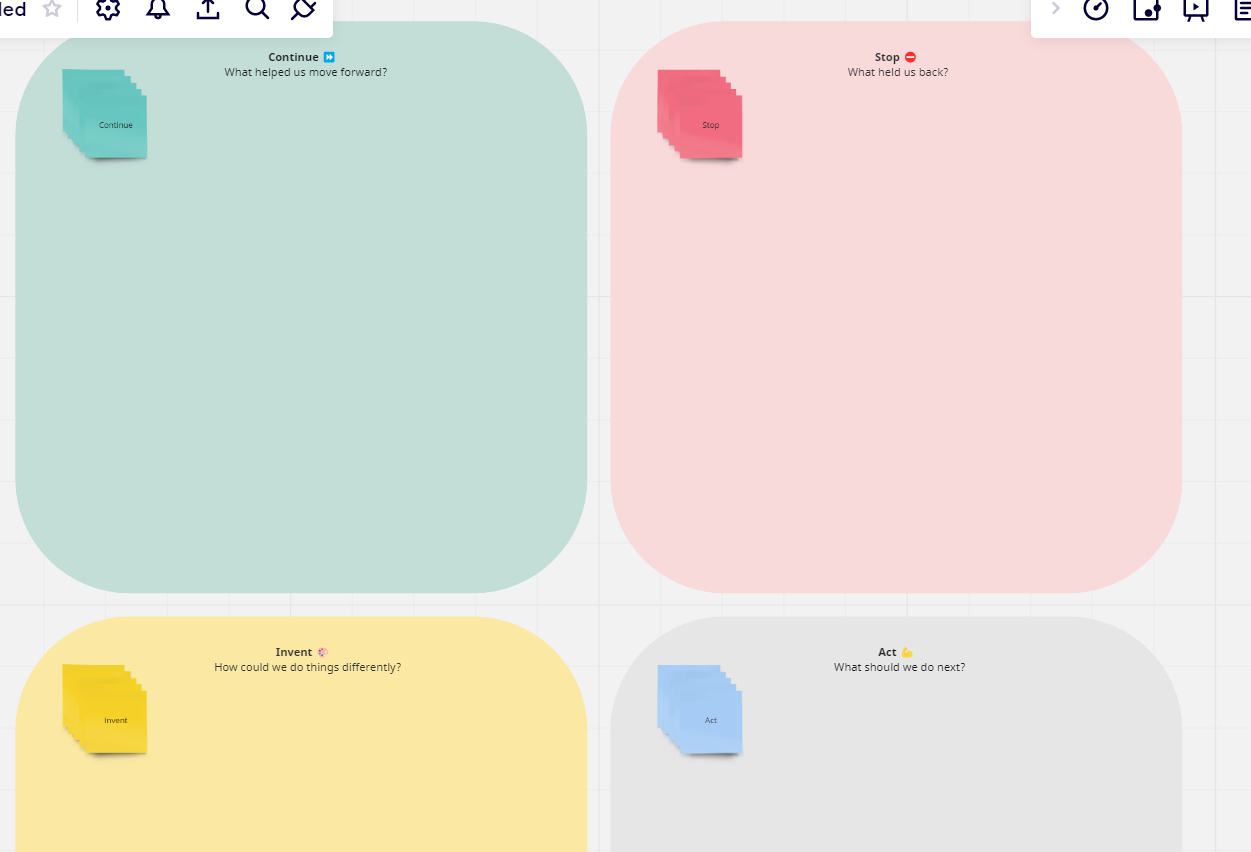 Continue ⏩
What helped us move forward?
Continue
Stop ⛔
What held us back?
Stop
Invent 🧠
How could we do things differently?
Invent
Act 💪
What should we do next?
Act